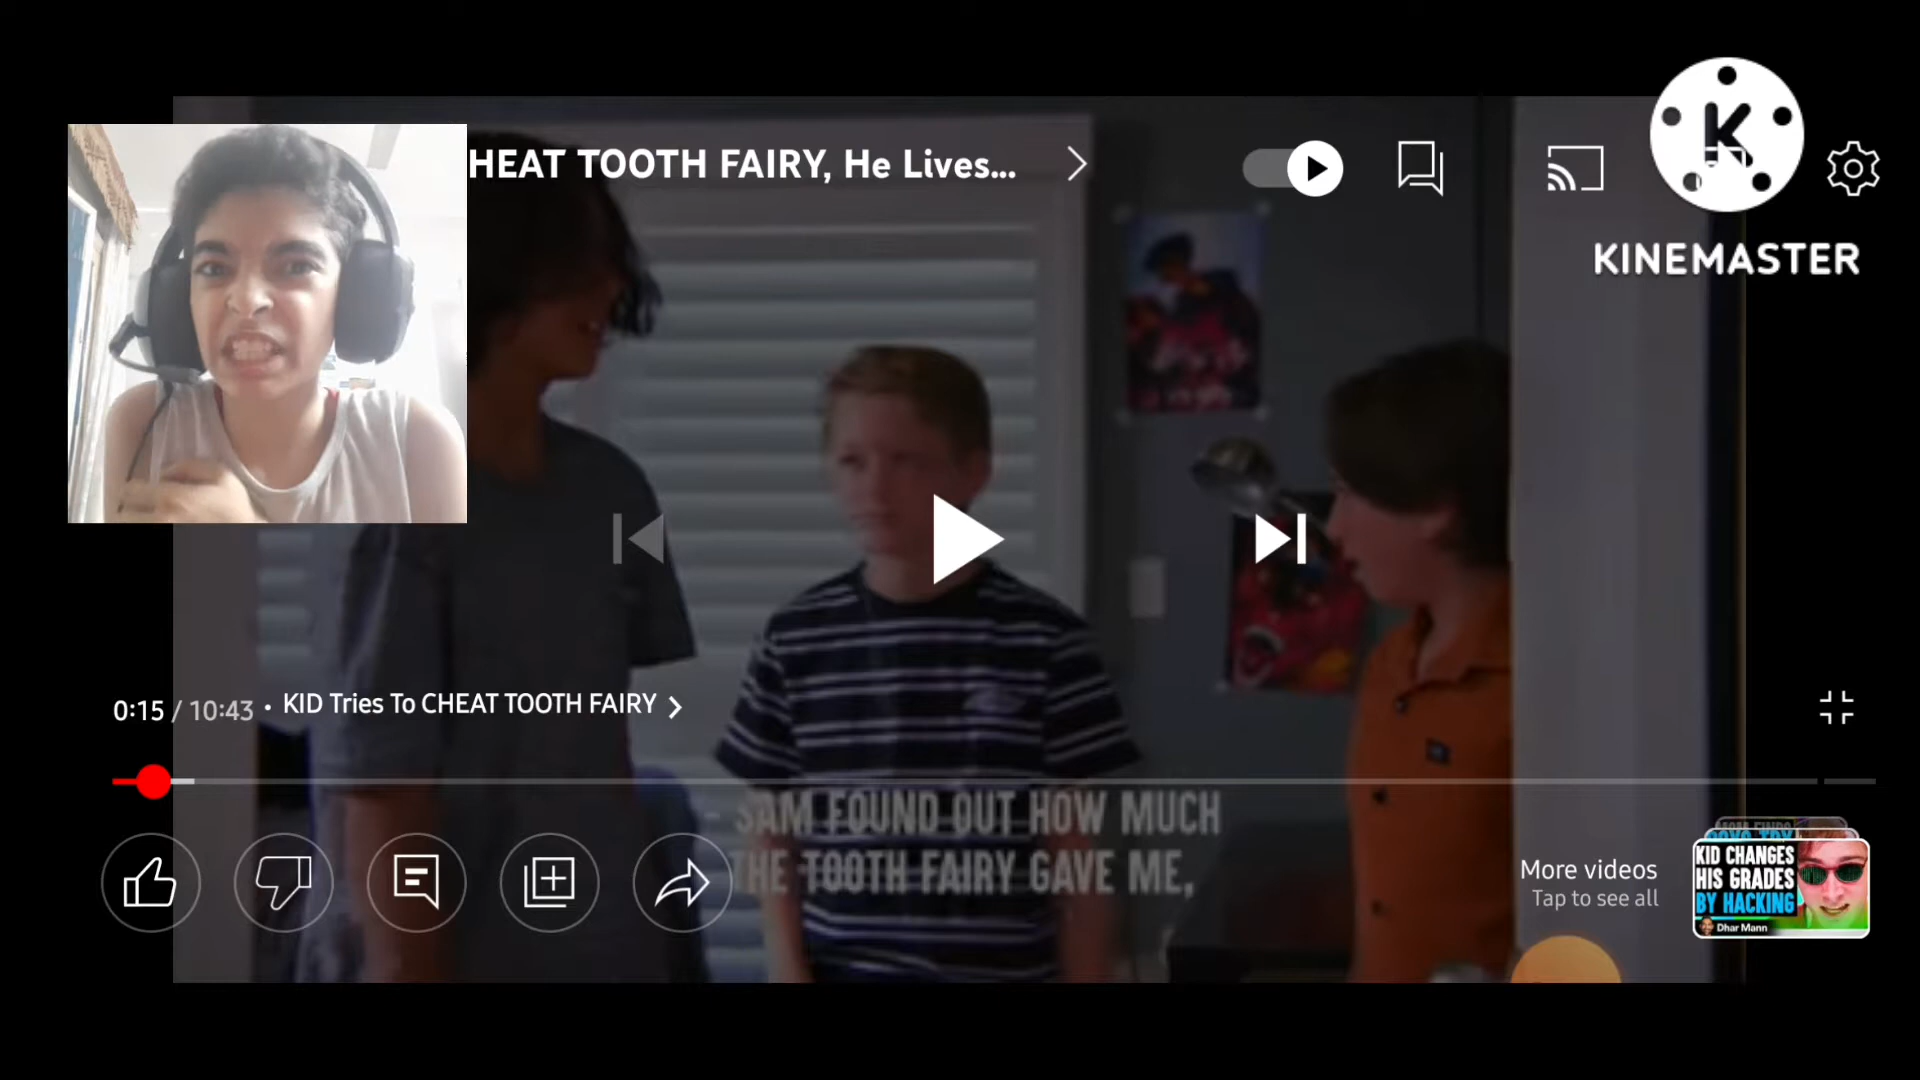 HEAT TOOTH FAIRY, He Lives...
KINEMASTER
0:15 / 10:43 • KID Tries To CHEAT TOOTH FAIRY
- SAM FOUND OUT HOW MUCH
THE TOOTH FAIRY GAVE ME,
More videos
Tap to see all
KID CHANGES
HIS GRADES
BY HACKING
Dhar Mann